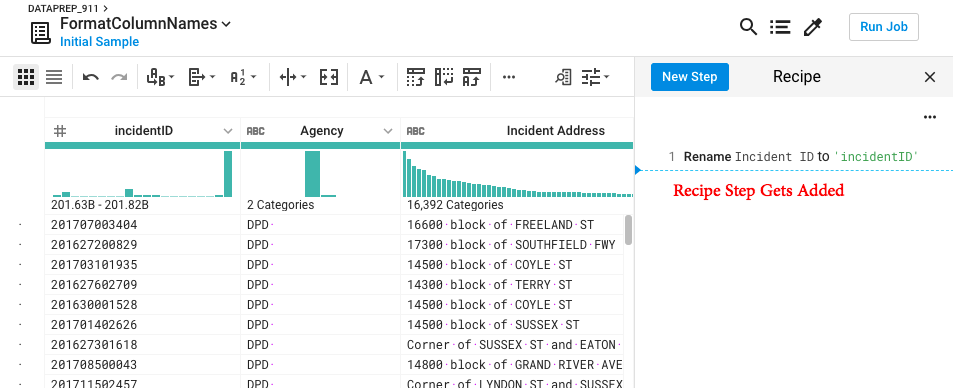 DATAPREP_911
FormatColumnNames
Initial Sample
Run Job
New Step
Recipe
incidentID
ABC Agency
ABC Incident Address
201.63B - 201.82B
2 Categories
16,392 Categories
201707003404 DPD· 16600·block·of·FREELAND·ST
201627200829 DPD· 17300·block·of·SOUTHFIELD·FWY
201703101935 DPD· 14500·block·of·COYLE·ST
201627602709 DPD· 14300·block·of·TERRY·ST
201630001528 DPD· 14500·block·of·COYLE·ST
201701402626 DPD· 14500·block·of·SUSSEX·ST
201627301618 DPD· Corner·of·SUSSEX·ST·and·EATON·
201708500043 DPD· 14800·block·of·GRAND·RIVER·AVE
201711502457 DPD· Corner·of·LYNDON·ST·and·SUSSEX
1 Rename Incident ID to 'incidentID'
Recipe Step Gets Added